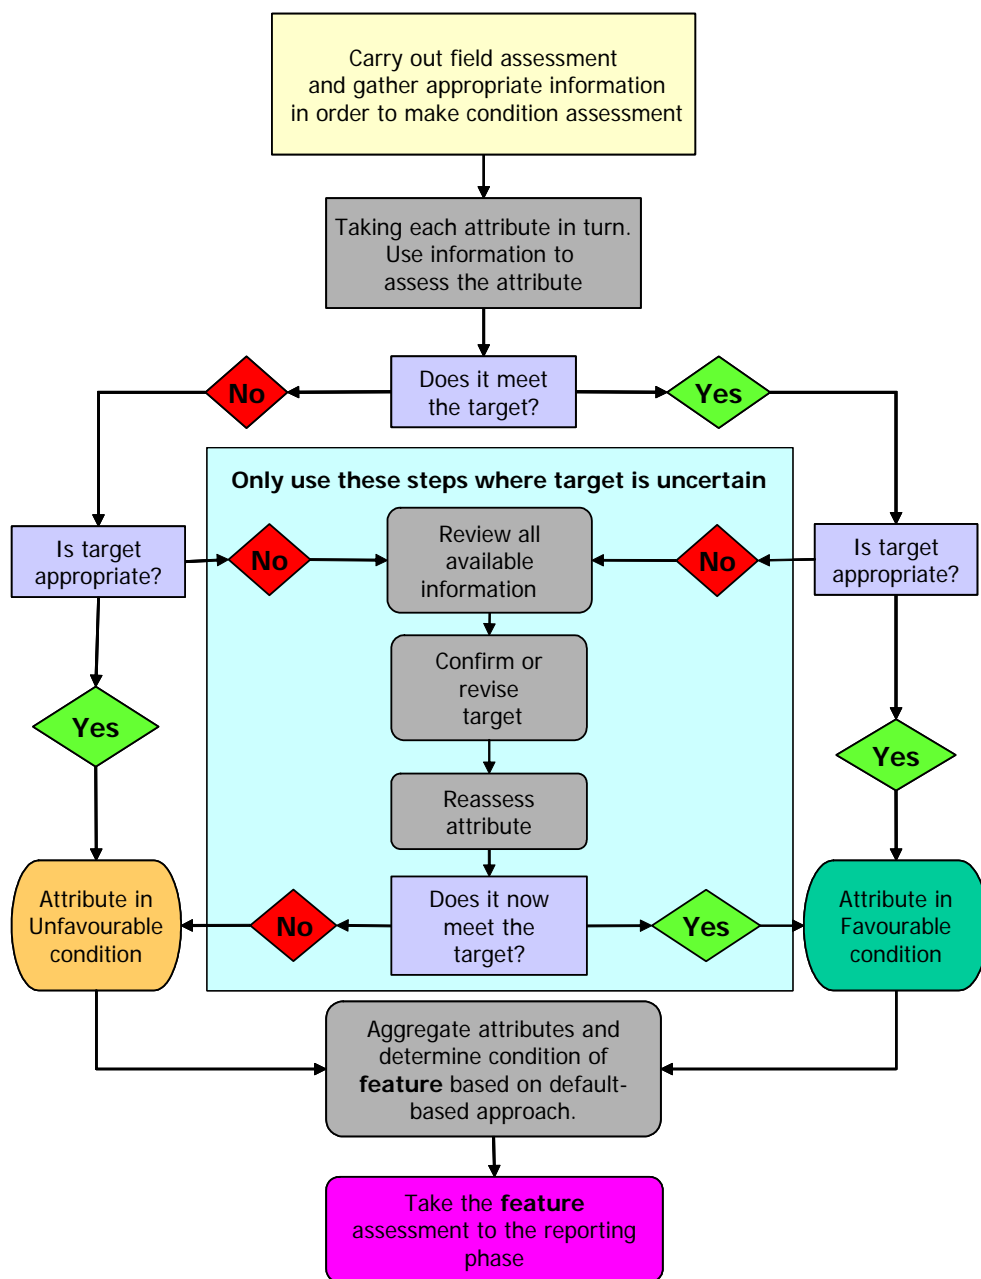 Carry out field assessment
and gather appropriate information
in order to make condition assessment
Taking each attribute in turn.
Use information to
assess the attribute
No
Does it meet
the target?
Yes
Only use these steps where target is uncertain
Is target
appropriate?
No
Review all
available
information
No
Is target
appropriate?
Confirm or
revise
target
Yes
Yes
Reassess
attribute
Attribute in
Unfavourable
condition
No
Does it now
meet the
target?
Yes
Attribute in
Favourable
condition
Aggregate attributes and
determine condition of
feature based on default-
based approach.
Take the feature
assessment to the reporting
phase